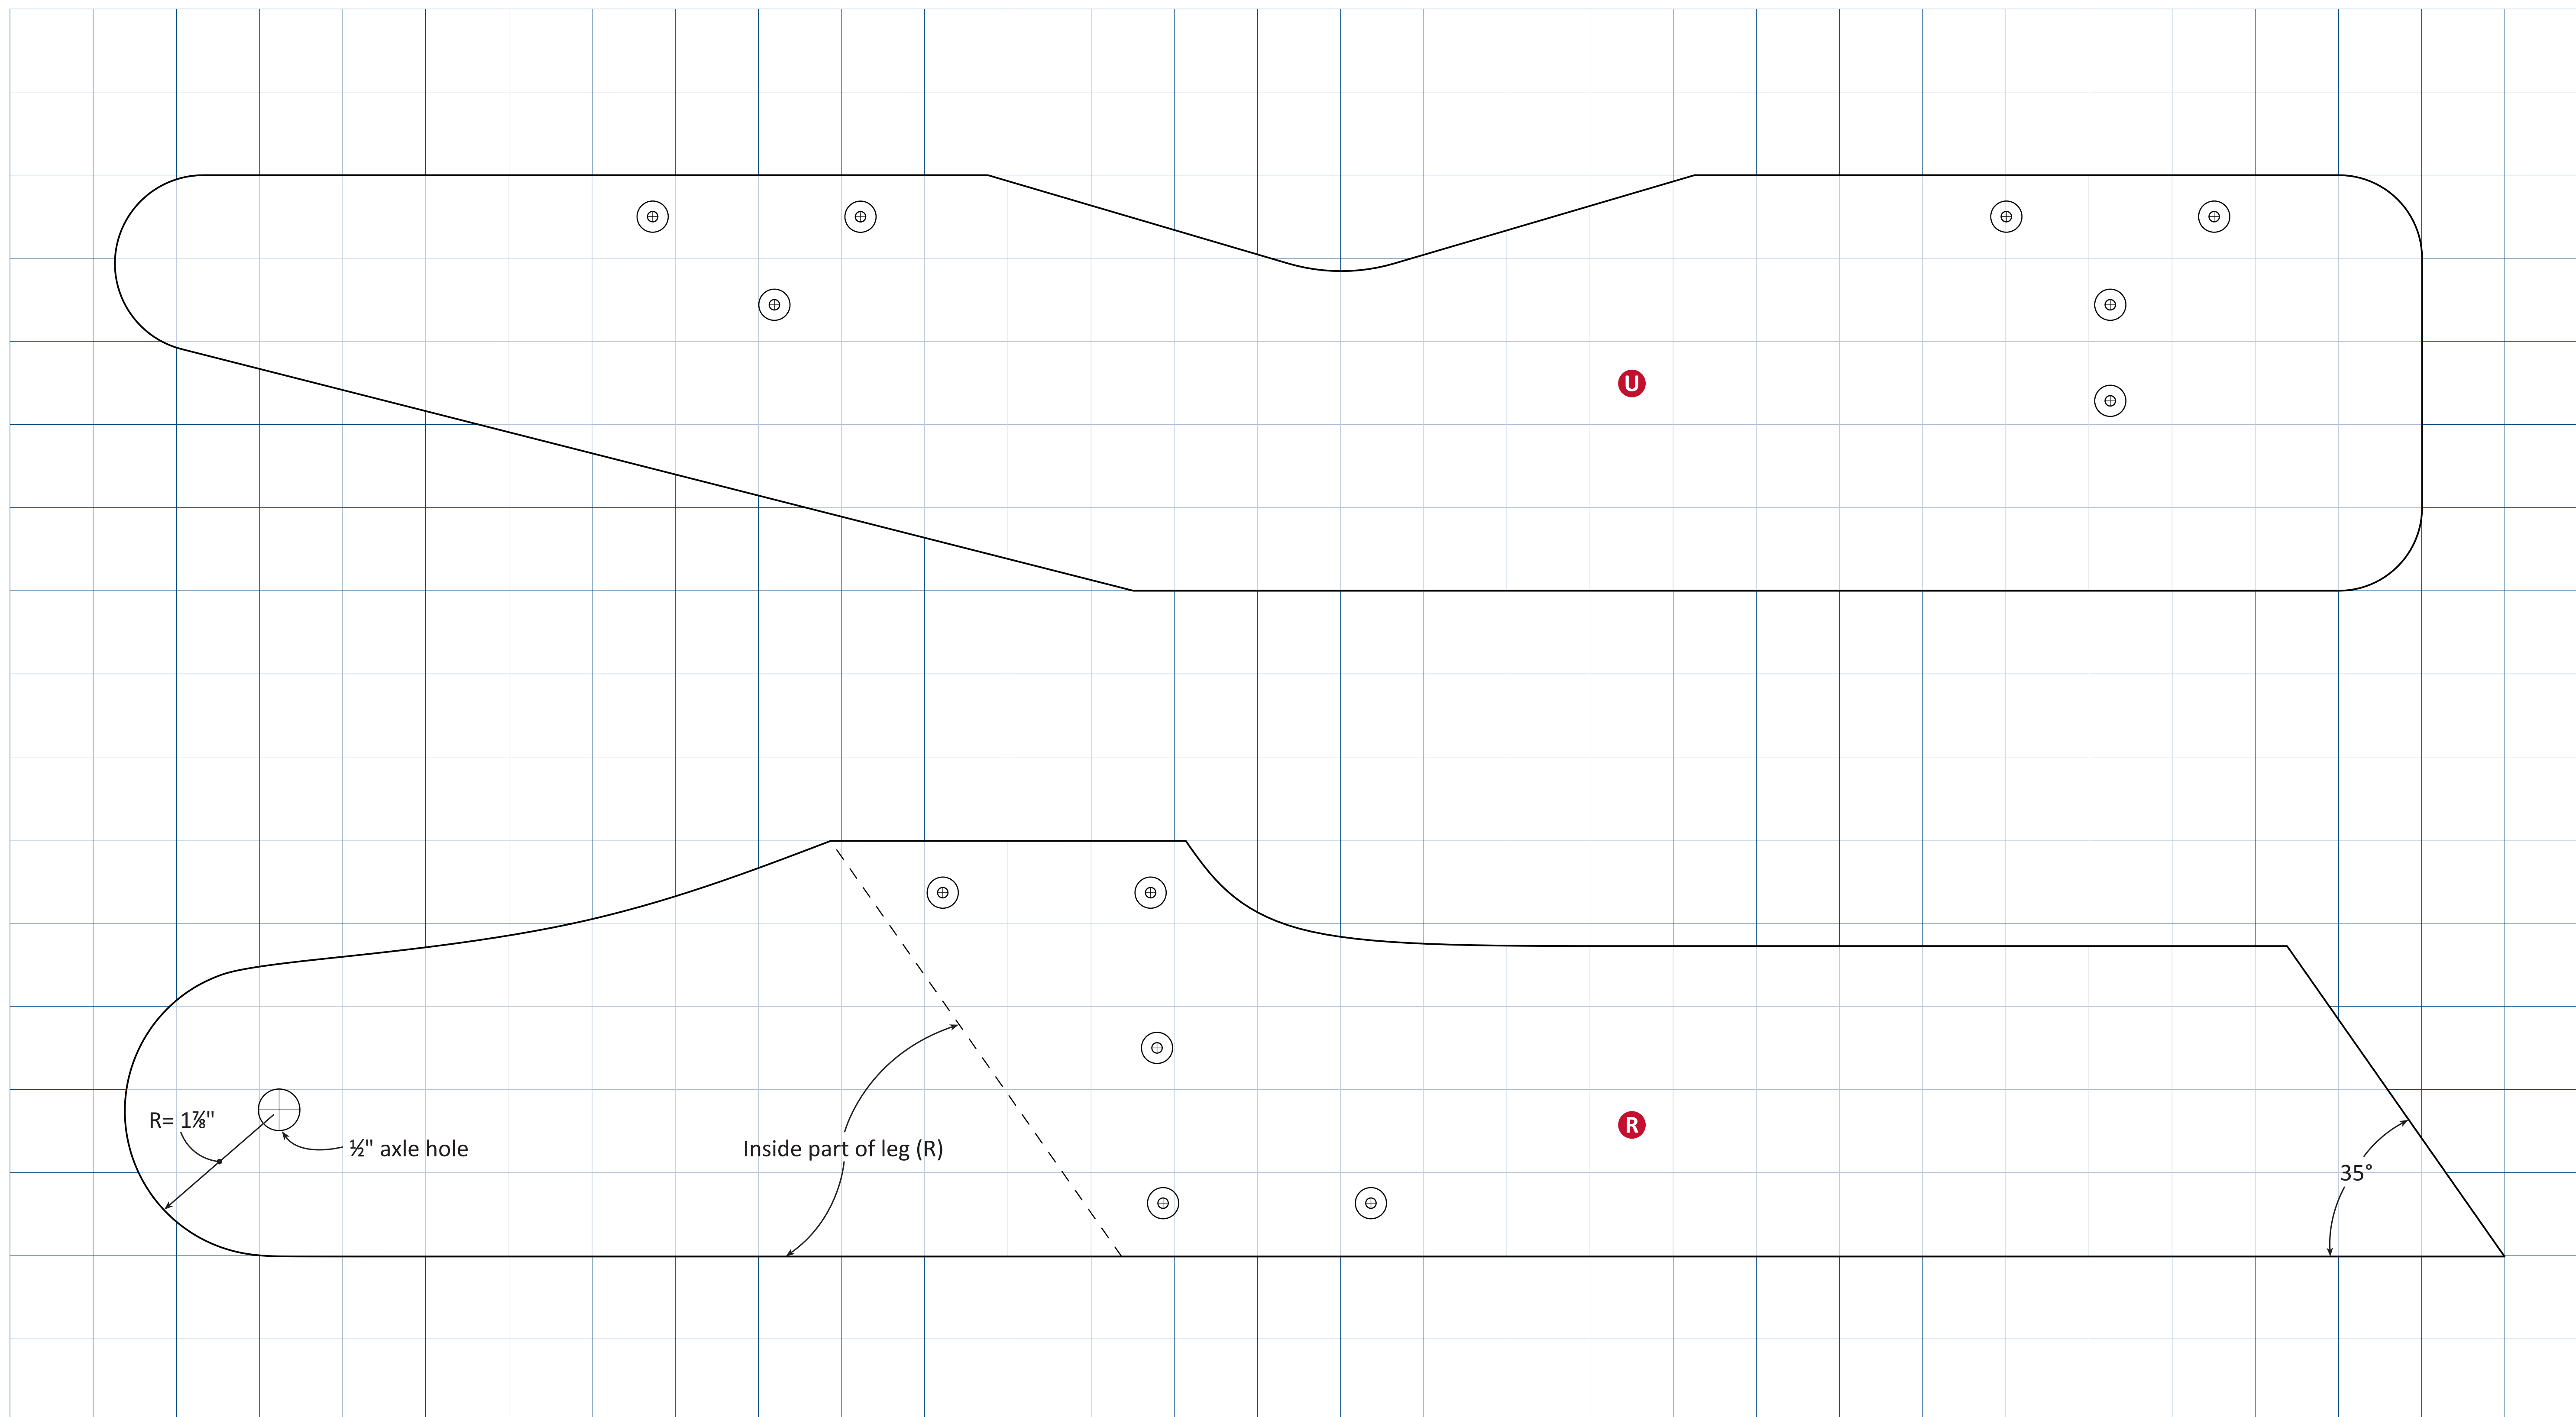 U
R= 1⅞"
½" axle hole
Inside part of leg (R)
R
35°